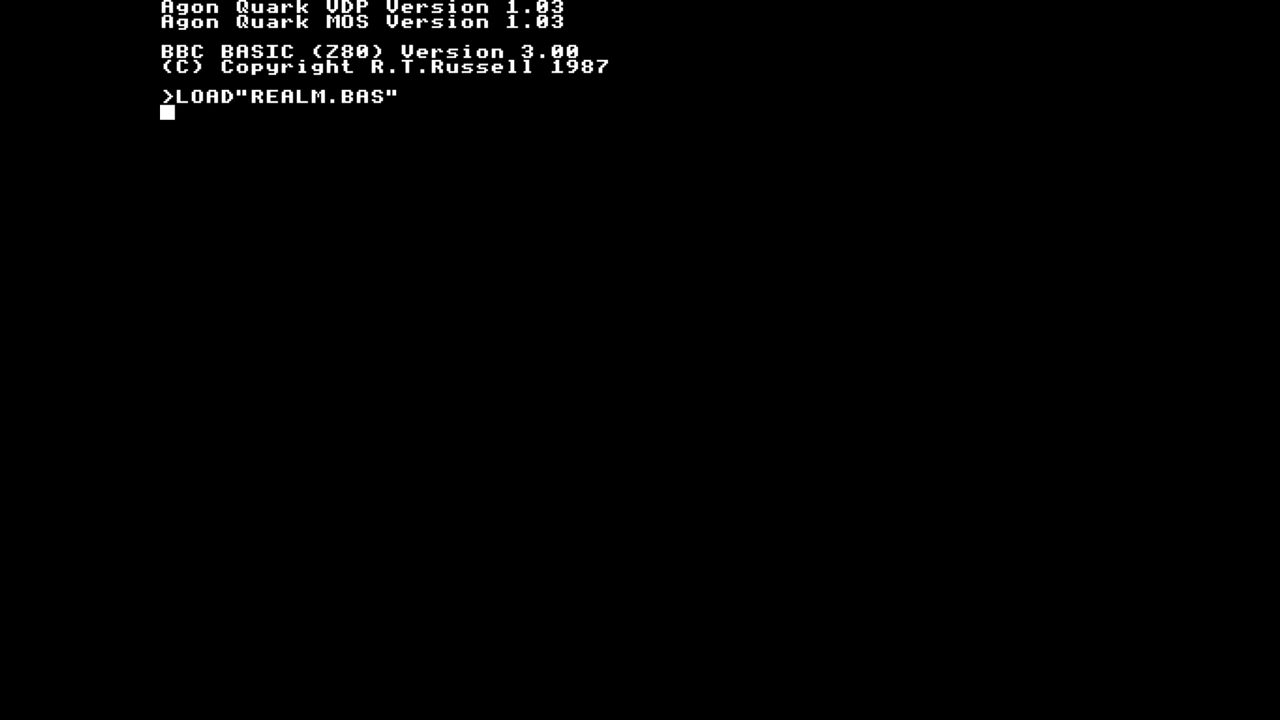 Agon Quark VDP Version 1.03
Agon Quark MOS Version 1.03
BBC BASIC (Z80) Version 3.00
(C) Copyright R.T.Russell 1987
>LOAD"REALM.BAS"